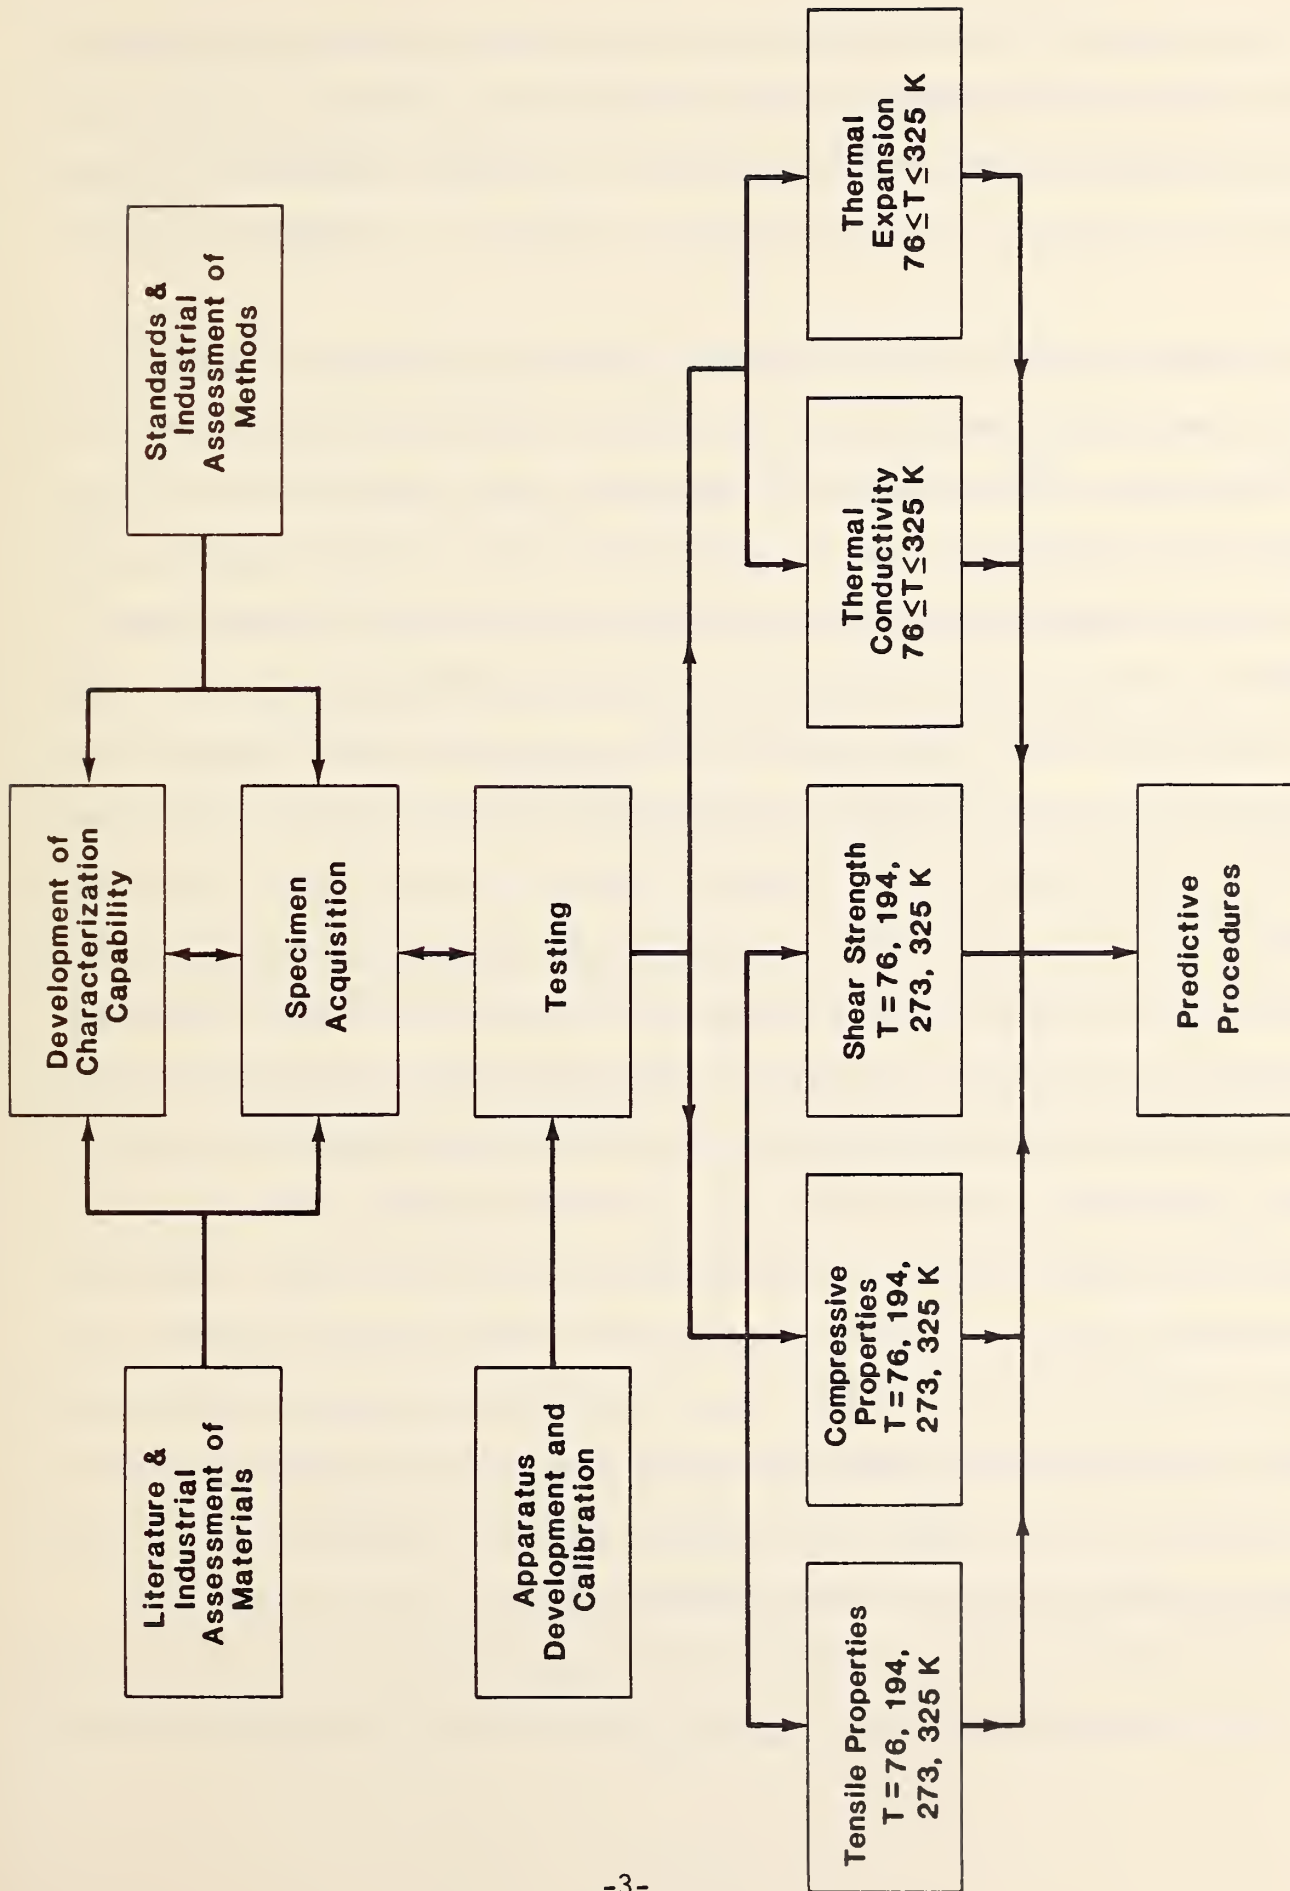 Development of
Characterization
Capability
Literature &
Industrial
Assessment of
Materials
Standards &
Industrial
Assessment of
Methods
Specimen
Acquisition
Apparatus
Development and
Calibration
Testing
Tensile Properties
T = 76, 194,
273, 325 K
Compressive
Properties
T = 76, 194,
273, 325 K
Shear Strength
T = 76, 194,
273, 325 K
Thermal
Conductivity
76≤T≤325 K
Thermal
Expansion
76≤T≤325 K
Predictive
Procedures
-3-